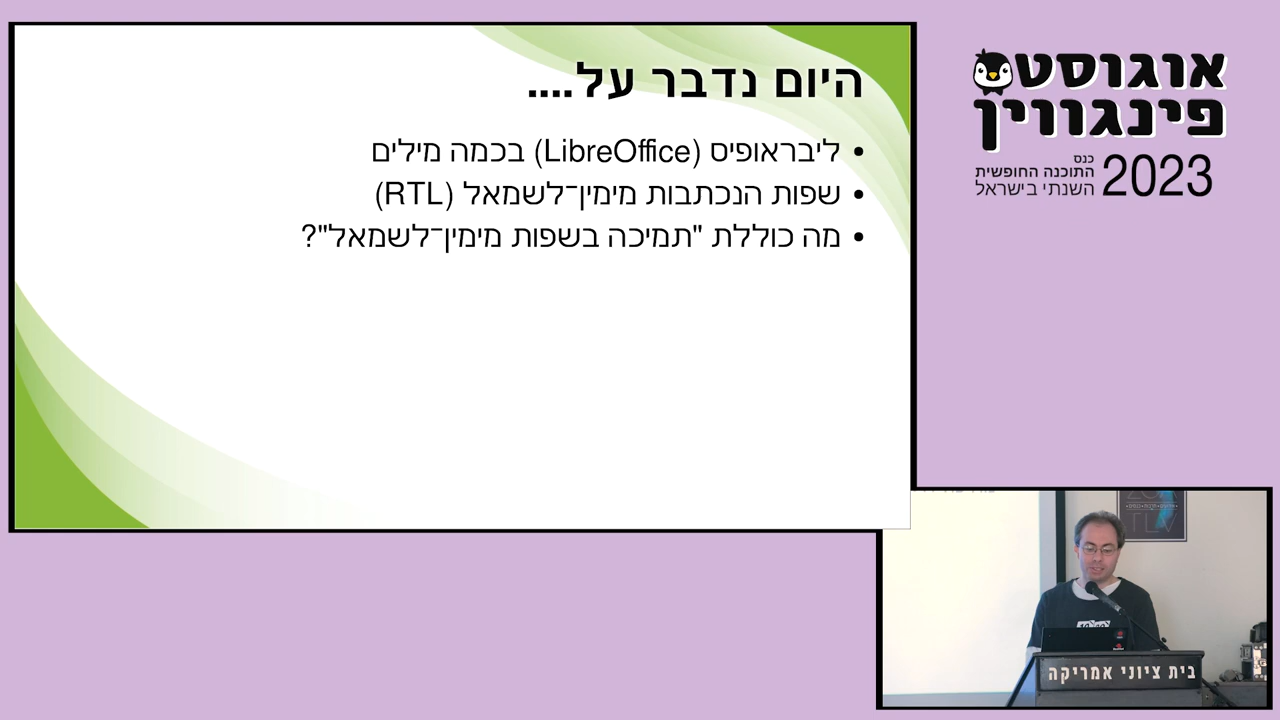 היום נדבר על....
ליבראופיס (LibreOffice) בכמה מילים
שפות הנכתבות מימין־לשמאל (RTL)
מה כוללת "תמיכה בשפות מימין־לשמאל"?
אוגוסט
פינגווין
2023
כנס
התוכנה החופשית
השנתי בישראל
TLV
בית ציוני אמריקה